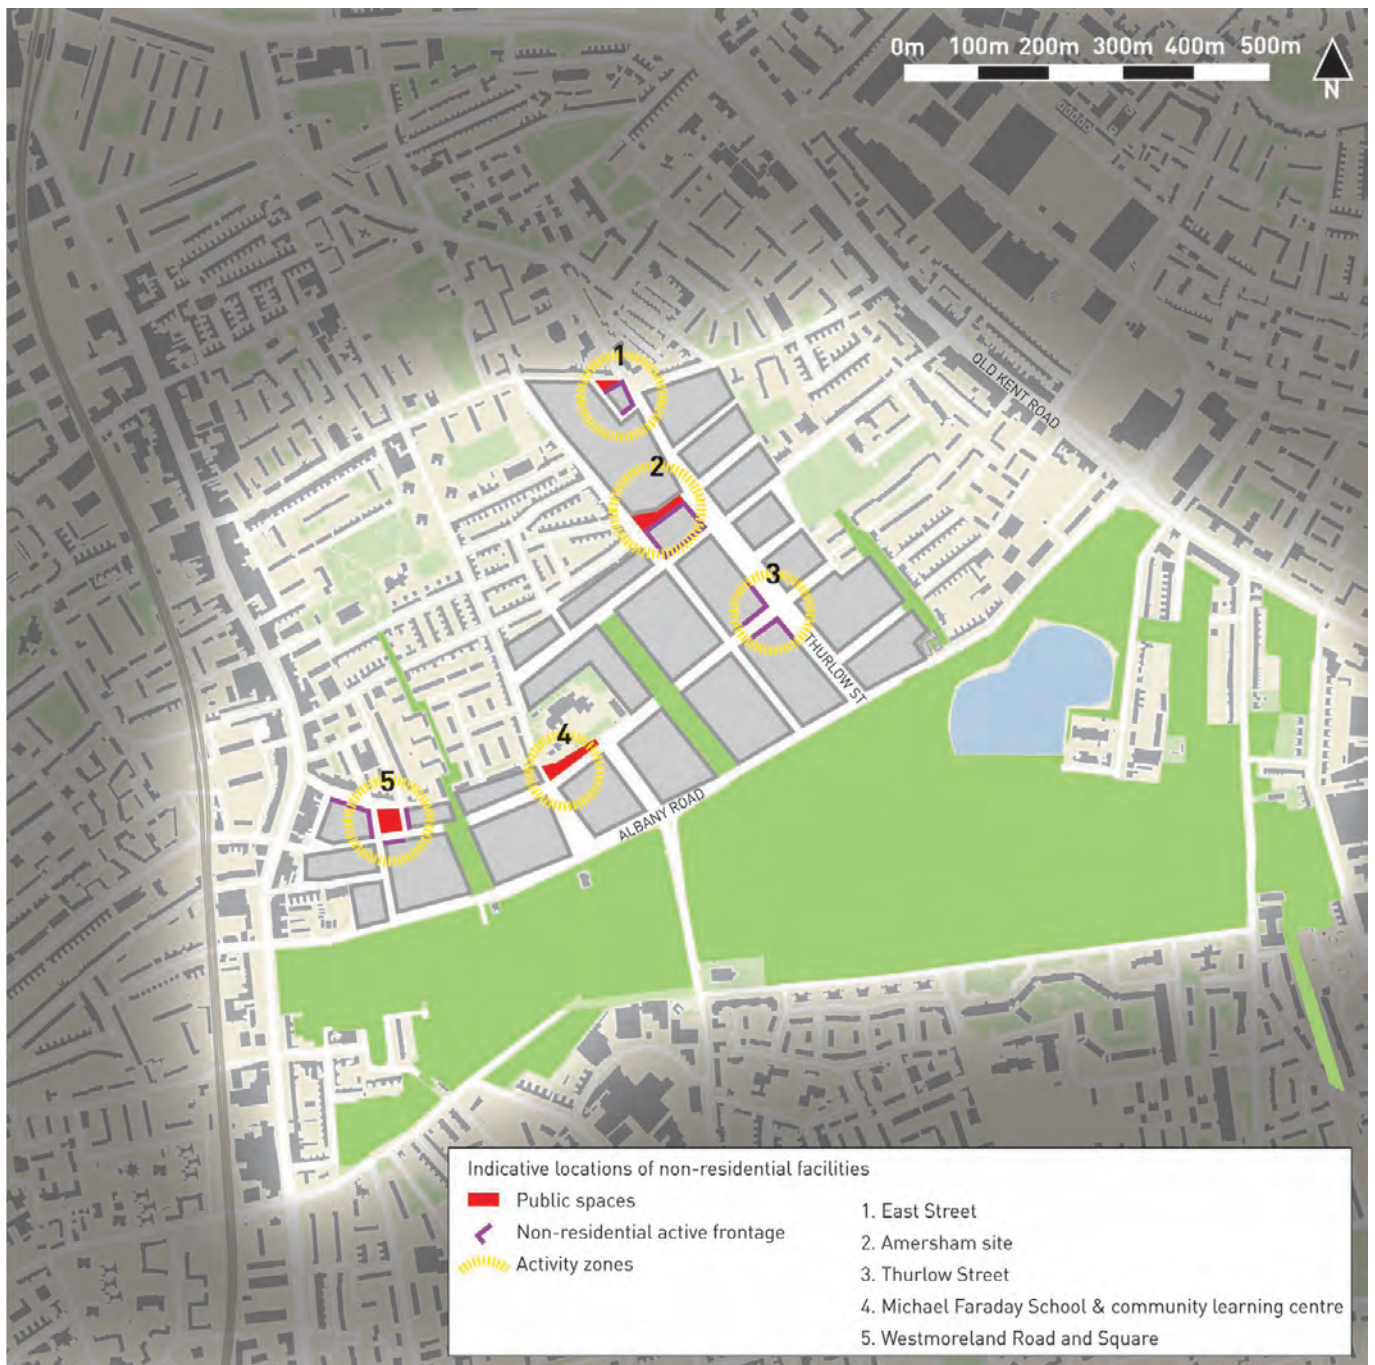 0m 100m 200m 300m 400m 500m
N
OLD KENT ROAD
1
2
3
THURLOW ST
4
5
ALBANY ROAD
Indicative locations of non-residential facilities
Public spaces
Non-residential active frontage
Activity zones
1. East Street
2. Amersham site
3. Thurlow Street
4. Michael Faraday School & community learning centre
5. Westmoreland Road and Square